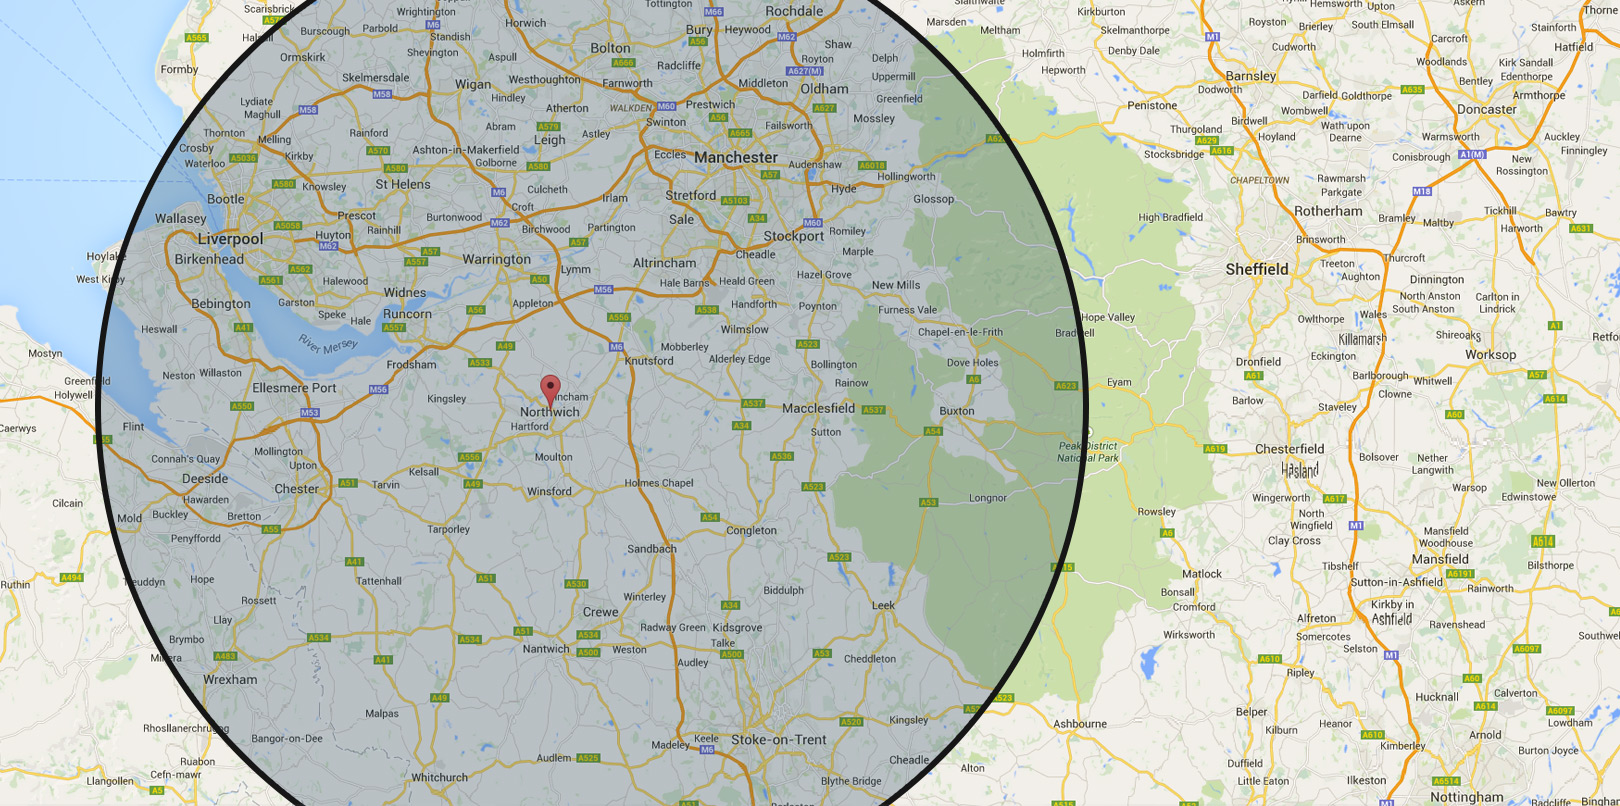 Scarisbrick
Wrightington
Tottington
M66
Rochdale
Marsden
Kirkburton
Royston
Brierley
Hemsworth
Upton
Askern
Thorne
A565
Burscough
Parbold
M6
Standish
Horwich
Bury
Heywood
M62
Meltham
Skelmanthorpe
M1
South Elmsall
Carcroft
Stainforth
Hatfield
Formby
Ormskirk
Shevington
Aspull
Bolton
A56
Shaw
Holmfirth
Denby Dale
Cudworth
Woodlands
Kirk Sandall
A666
Radcliffe
Royton
A627(M)
Delph
Hepworth
Barnsley
Bentley
Edenthorpe
Skelmersdale
Wigan
Westhoughton
Farnworth
Middleton
Uppermill
Dodworth
Darfield
Goldthorpe
A635
Armthorpe
Lydiate
Maghull
M58
M58
Hindley
Atherton
WALKDEN
M60
Prestwich
Oldham
A627
Greenfield
Penistone
Wombwell
Doncaster
Thornton
Melling
Rainford
Abram
A579
Leigh
Astley
Swinton
A56
A665
Failsworth
Mossley
Thurgoland
Birdwell
Hoyland
Wath upon
Dearne
Warmsworth
Auckley
Finningley
Crosby
Waterloo
A5036
Kirkby
A570
Ashton-in-Makerfield
Golborne
A580
Eccles
Manchester
Audenshaw
A6018
Hollingworth
Stocksbridge
A629
A616
Conisbrough
A1(M)
New
Rossington
A580
A580
Knowsley
St Helens
M6
Culcheth
Irlam
Stretford
A57
A5103
Hyde
Glossop
CHAPELTOWN
Rawmarsh
Parkgate
M18
Bootle
Prescot
Burtonwood
Croft
M62
Birchwood
Partington
Sale
A34
M60
Romiley
High Bradfield
Rotherham
Bramley
Maltby
Tickhill
Bawtry
A631
Wallasey
A5058
Huyton
Rainhill
M62
A57
A557
A57
Stockport
Marple
Brinsworth
Worksop
Liverpool
Birkenhead
Hoylake
West Kirby
A562
A561
Halewood
Warrington
A50
Lymm
Altrincham
Cheadle
Hazel Grove
Sheffield
Treeton
Aughton
Thurcroft
Dinnington
Bebington
Garston
Speke
Hale
Widnes
Runcorn
A557
A56
Appleton
M56
A556
Hale Barns
Heald Green
A538
Handforth
Poynton
New Mills
Furness Vale
Hope Valley
Owlthorpe
Wales
North Anston
South Anston
Carlton in
Lindrick
Heswall
A41
River Mersey
A49
M6
Wilmslow
A523
Chapel-en-le-Frith
Bradwell
Killamarsh
Shireoaks
A1
Retford
Mostyn
Neston
Willaston
Frodsham
A533
Knutsford
Mobberley
Alderley Edge
Bollington
Dove Holes
Dronfield
Eckington
Greenfield
Holywell
Ellesmere Port
M56
Kingsley
Rainow
A6
A623
Eyam
A61
Barlborough
Whitwell
A57
A614
A550
M53
Northwich
Hartford
A537
A34
Macclesfield
A537
Buxton
Barlow
Staveley
A60
Caerwys
Flint
A55
Sutton
A54
Peak District
National Park
A619
Chesterfield
Hasland
Bolsover
Nether
Langwith
Connah's Quay
Mollington
Upton
A556
Moulton
A536
Deeside
Chester
A51
Tarvin
Kelsall
A49
Winsford
Holmes Chapel
A523
Longnor
A53
Wingerworth
A617
Warsop
New Ollerton
Edwinstowe
Cilcain
Hawarden
Mold
Buckley
Bretton
A55
Penyffordd
Tarporley
A54
Congleton
Rowsley
A6
North
Wingfield
Clay Cross
M1
Mansfield
Woodhouse
A614
Sandbach
A523
Mansfield
Bilsthorpe
Ruthin
A494
Treuddyn
Hope
A41
Tattenhall
A51
A530
A515
Matlock
Tibshelf
A6191
Sutton-in-Ashfield
Rainworth
Rossett
Winterley
Biddulph
Bonsall
Cromford
Llay
Crewe
A34
Leek
Alfreton
Kirkby in
Ashfield
Ravenshead
Brymbo
A534
A534
A51
A534
A500
Radway Green
Kidsgrove
Talke
Wirksworth
Somercotes
Selston
Southwell
Minera
A483
A41
Nantwich
Weston
Audley
A500
A53
Cheddleton
A610
M1
A6097
Wrexham
A49
Ripley
A60
Hucknall
Calverton
A523
Malpas
Kingsley
A520
Ashbourne
Belper
Heanor
A614
A6097
Lowdham
Rhosllanerchrugog
Bangor-on-Dee
Madeley
Keele
M6
Stoke-on-Trent
Kilburn
A610
Arnold
Kimberley
Burton Joyce
Ruabon
Cefn-mawr
Audlem
A525
Cheadle
Alton
Duffield
Little Eaton
Llangollen
A5
Whitchurch
Blythe Bridge
Ilkeston
A6514
Nottingham
Radcliffe